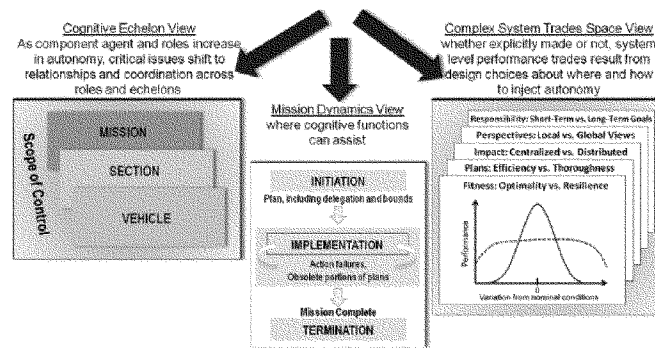 Cognitive Echelon View
As component agent and roles increase
in autonomy, critical issues shift to
relationships and coordination across
roles and echelons
Scope of Control
MISSION
SECTION
VEHICLE
Mission Dynamics View
where cognitive functions
can assist
INITIATION
Plan, including delegation and bounds
IMPLEMENTATION
Action failures,
Obsolete portions of plans
Mission Complete
TERMINATION
Complex System Trades Space View
whether explicitly made or not, system
level performance trades result from
design choices about where and how
to inject autonomy
Responsibility: Short-Term vs. Long-Term Goals
Perspectives: Local vs. Global Views
Impact: Centralized vs. Distributed
Plans: Efficiency vs. Thoroughness
Fitness: Optimality vs. Resilience
Performance
0
Variation from nominal conditions